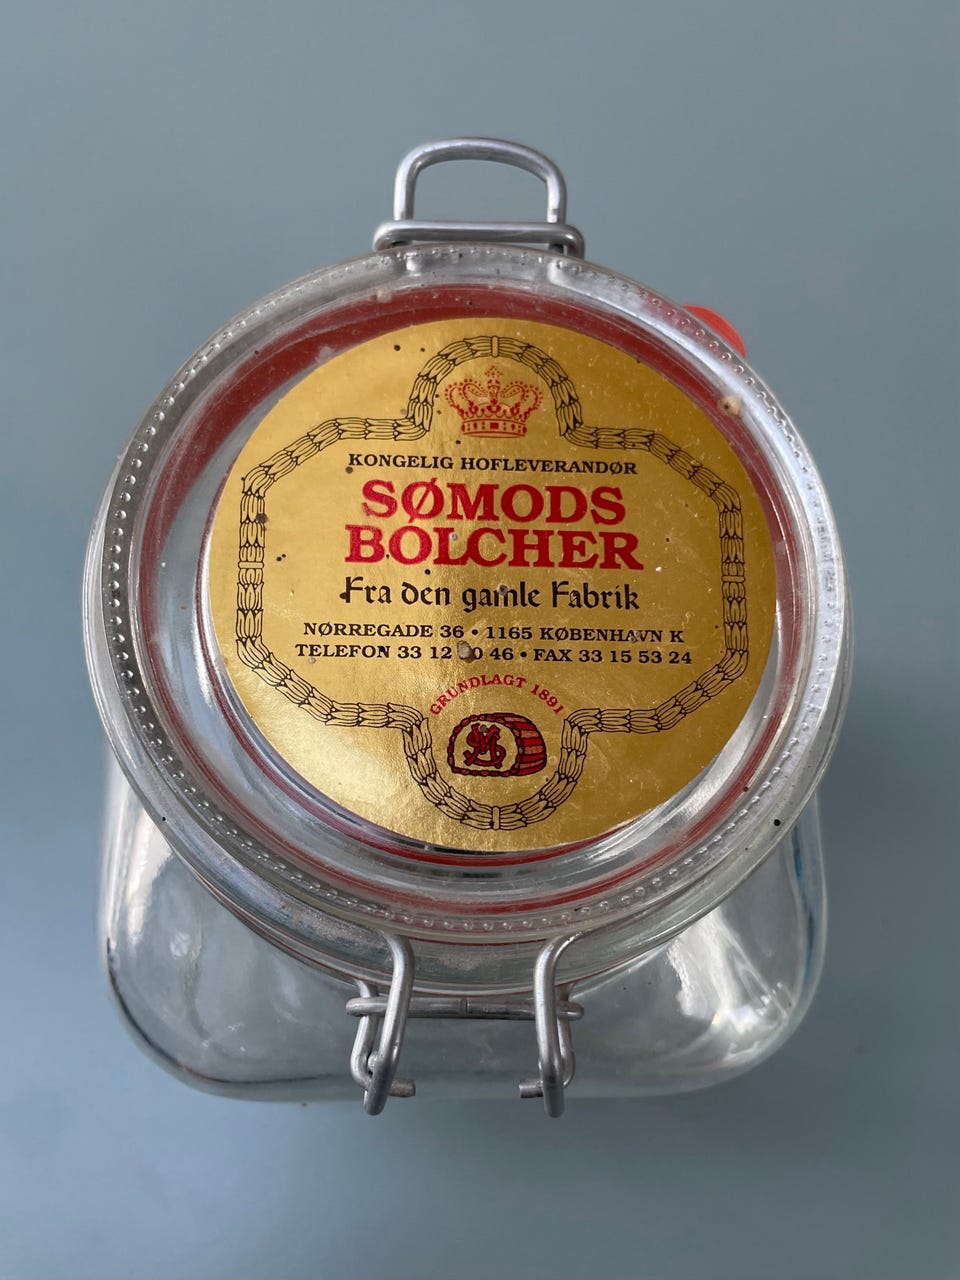 KONGELIG HOFLEVERANDØR
SØMODS
BOLCHER
Fra den gamle Fabrik
NØRREGADE 36 • 1165 KØBENHAVN K
TELEFON 33 12 46 • FAX 33 15 53 24
GRUNDLAGT 1891